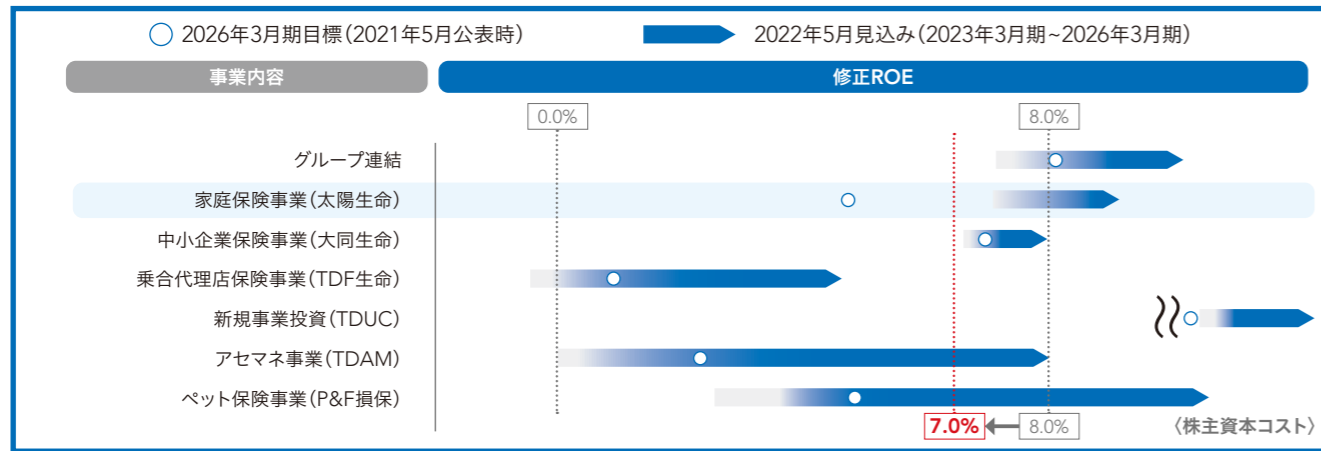 2026年3月期目標（2021年5月公表時）
2022年5月見込み（2023年3月期~2026年3月期）
事業内容
修正ROE
0.0%
8.0%
グループ連結
家庭保険事業（太陽生命）
中小企業保険事業（大同生命）
乗合代理店保険事業（TDF生命）
新規事業投資（TDUC）
アセマネ事業（TDAM）
ペット保険事業（P&F損保）
7.0%
8.0%
〈株主資本コスト〉